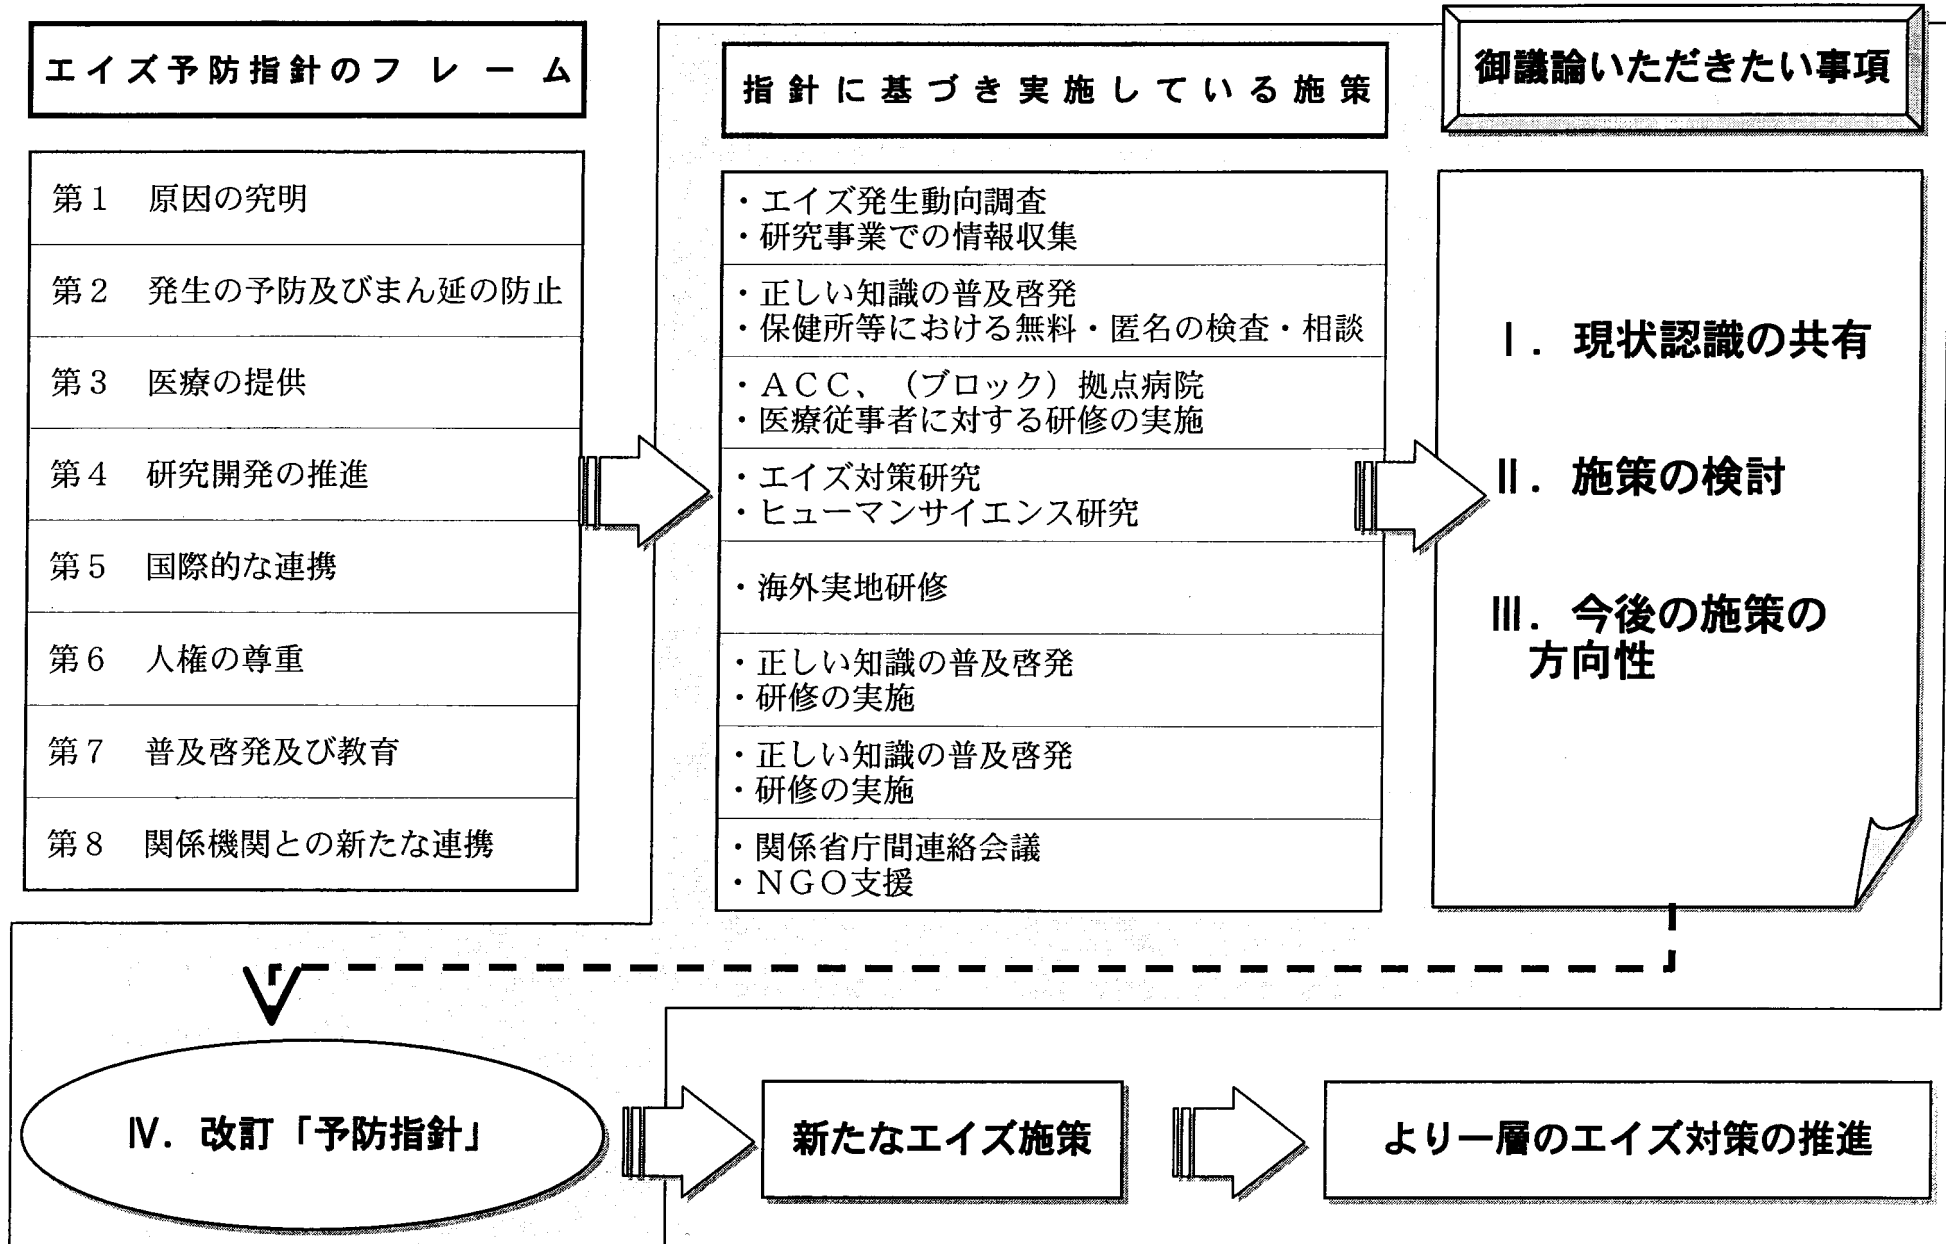 エイズ予防指針のフレーム
第1 原因の究明
第2 発生の予防及びまん延の防止
第3 医療の提供
第4 研究開発の推進
第5 国際的な連携
第6 人権の尊重
第7 普及啓発及び教育
第8 関係機関との新たな連携
指針に基づき実施している施策
・エイズ発生動向調査
・研究事業での情報収集
・正しい知識の普及啓発
・保健所等における無料・匿名の検査・相談
・ACC、（ブロック）拠点病院
・医療従事者に対する研修の実施
・エイズ対策研究
・ヒューマンサイエンス研究
・海外実地研修
・正しい知識の普及啓発
・研修の実施
・正しい知識の普及啓発
・研修の実施
・関係省庁間連絡会議
・NGO支援
御議論いただきたい事項
Ⅰ．現状認識の共有
Ⅱ．施策の検討
Ⅲ．今後の施策の
方向性
Ⅳ．改訂「予防指針」
新たなエイズ施策
より一層のエイズ対策の推進